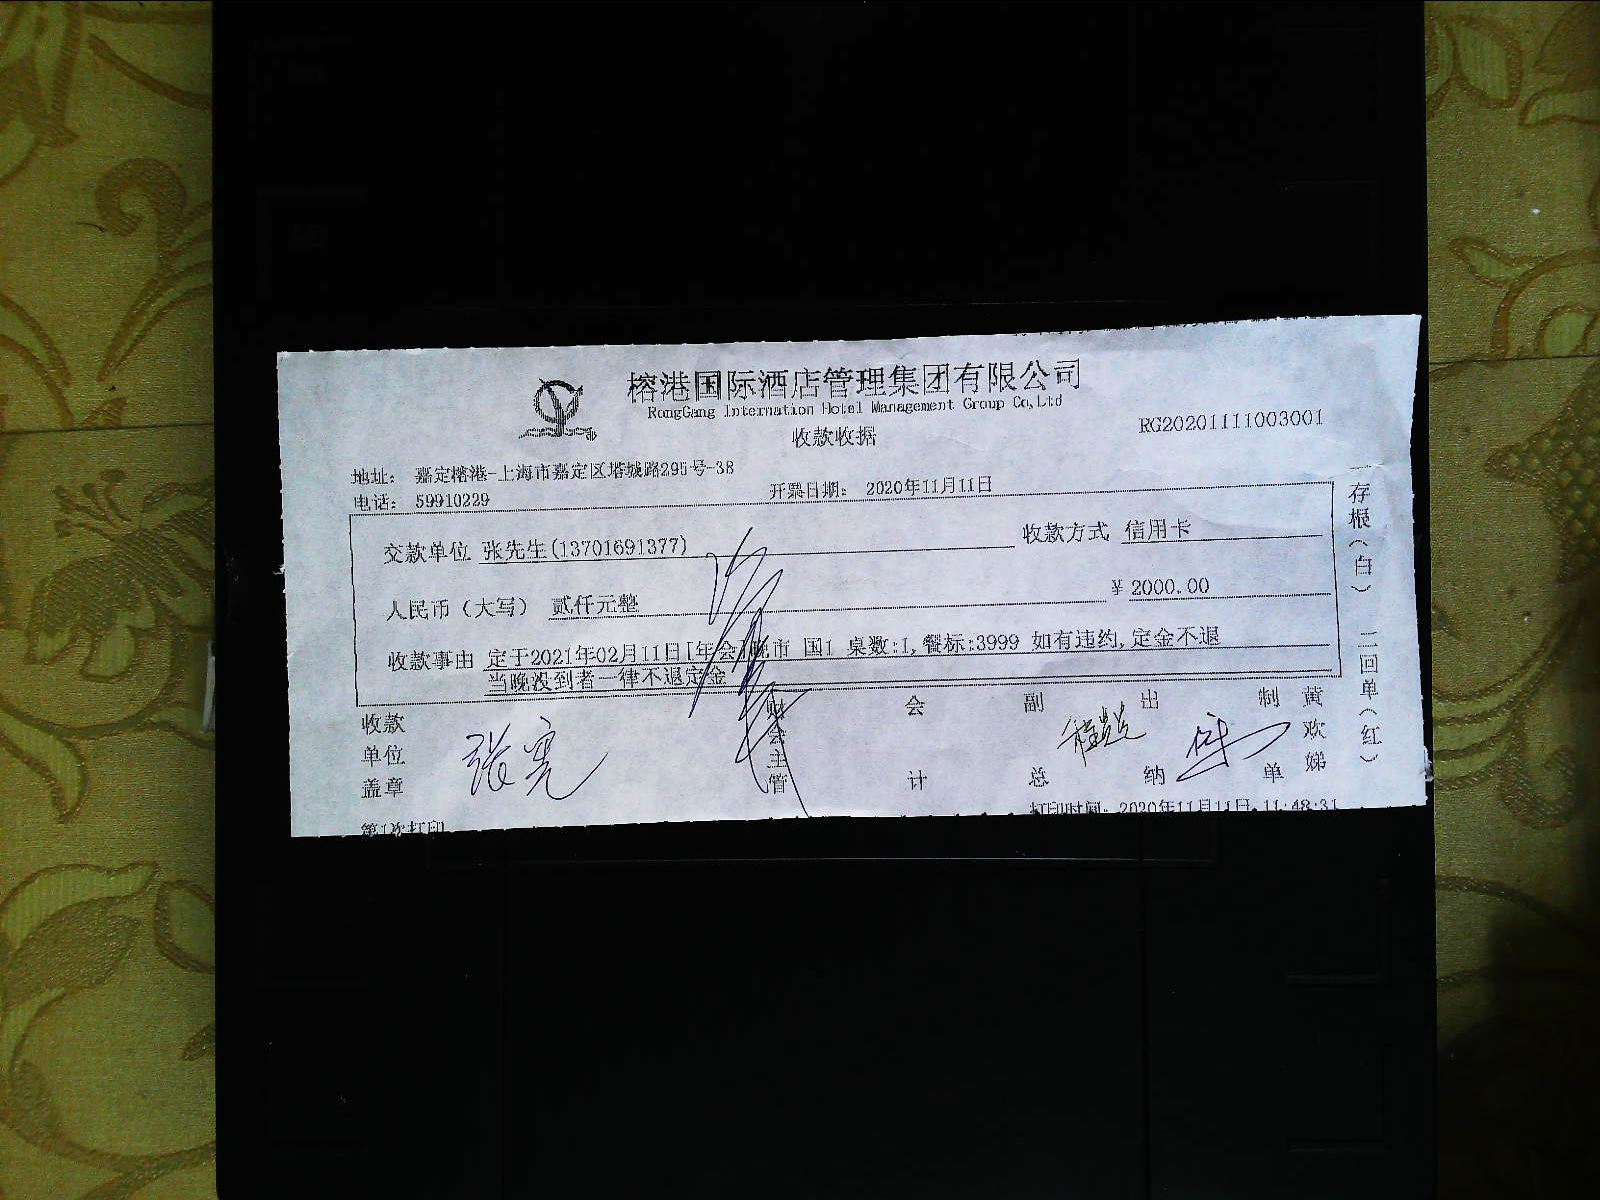 榕港国际酒店管理集团有限公司
RongGang Internation Hotel Management Group Co,Ltd
收款收据
RG20201111003001
地址： 嘉定榕港-上海市嘉定区塔城路295号-38
电话： 59910229
开票日期： 2020年11月11日
交款单位 张先生(13701691377)
收款方式 信用卡
人民币（大写） 贰仟元整
￥ 2000.00
收款事由 定于2021年02月11日[年会]晚市 国1 桌数:1,餐标:3999 如有违约,定金不退
当晚没到者一律不退定金
收款单位盖章
张亮
财会主管
会计
副总
出纳
制单
黄欢娣
第1次打印
打印时间: 2020年11月11日, 11:48:31
一存根（白） 二回单（红）